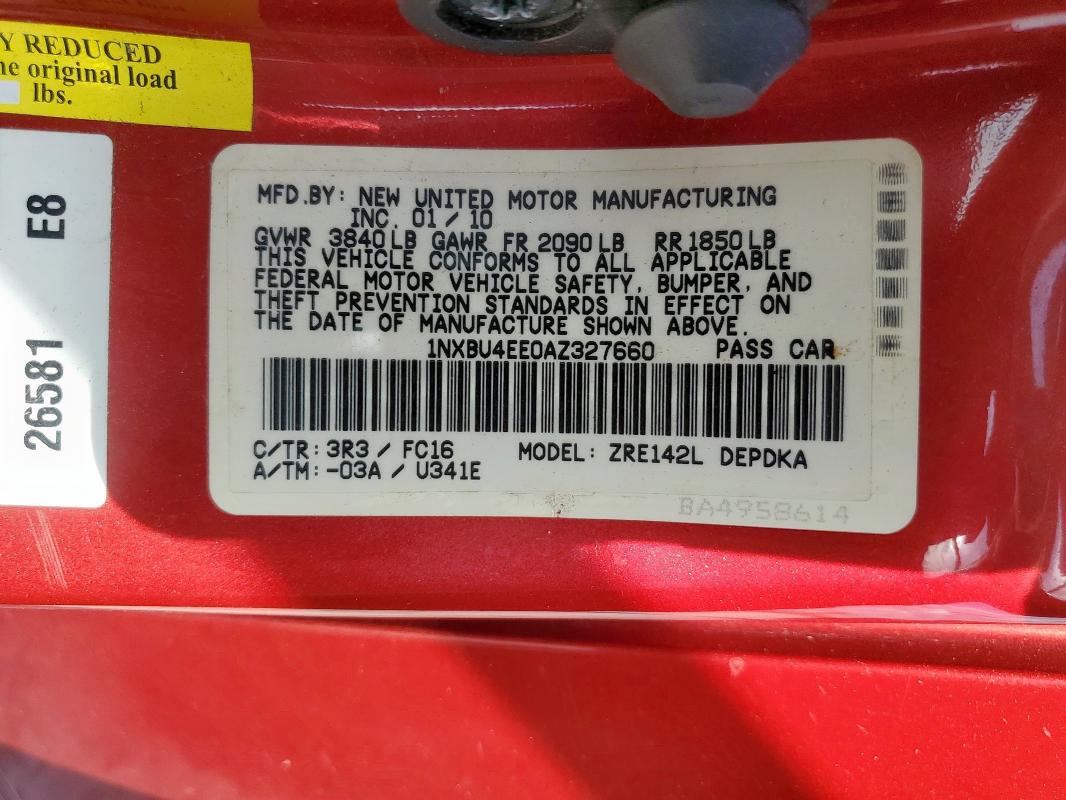 Y REDUCED
he original load
lbs.
26581 E8
MFD.BY: NEW UNITED MOTOR MANUFACTURING
INC. 01 / 10
GVWR 3840 LB GAWR FR 2090 LB RR 1850 LB
THIS VEHICLE CONFORMS TO ALL APPLICABLE
FEDERAL MOTOR VEHICLE SAFETY, BUMPER, AND
THEFT PREVENTION STANDARDS IN EFFECT ON
THE DATE OF MANUFACTURE SHOWN ABOVE.
1NXBU4EE0AZ327660 PASS CAR
C/TR: 3R3 / FC16 MODEL: ZRE142L DEPDKA
A/TM: -03A / U341E
BA4958614